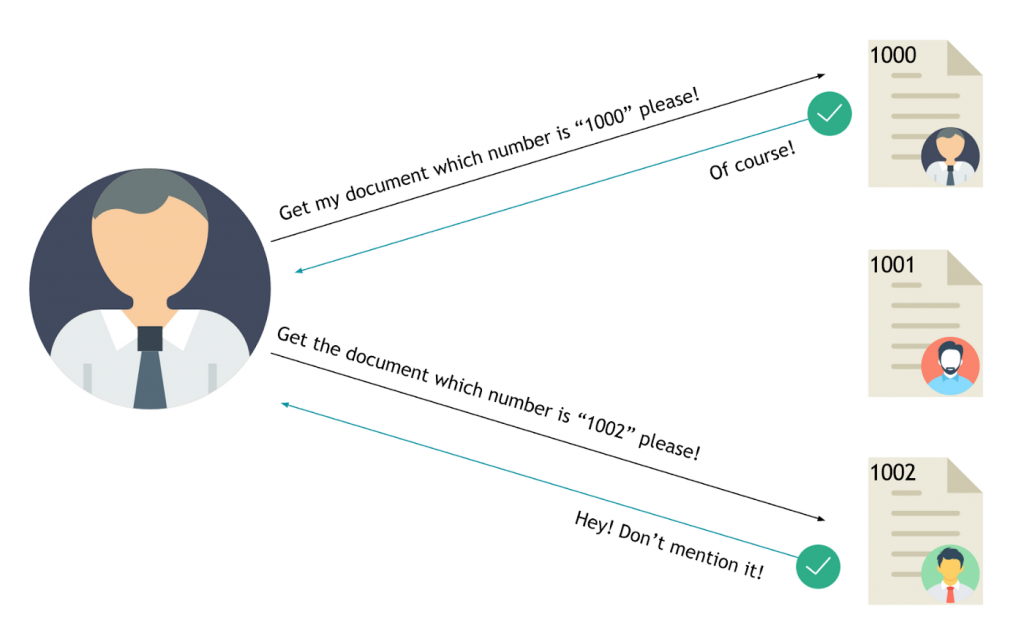 1000
Get my document which number is “1000” please!
Of course!
1001
Get the document which number is “1002” please!
1002
Hey! Don’t mention it!